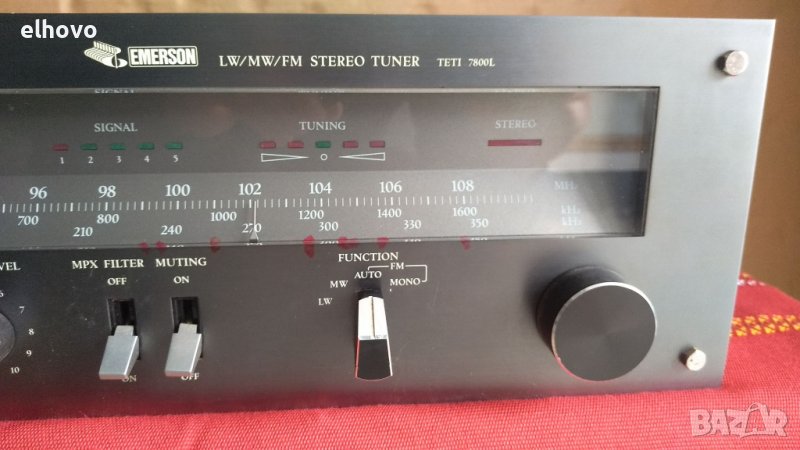 elhovo
EMERSON LW/MW/FM STEREO TUNER TETI 7800L
SIGNAL TUNING STEREO
1 2 3 4 5 0
96 98 100 102 104 106 108 MHz
700 800 1000 1200 1400 1600 kHz
210 240 270 300 330 350 kHz
MPX FILTER MUTING FUNCTION
OFF ON MW AUTO FM MONO
LW
7
8
9
10
ON OFF
BAZAR